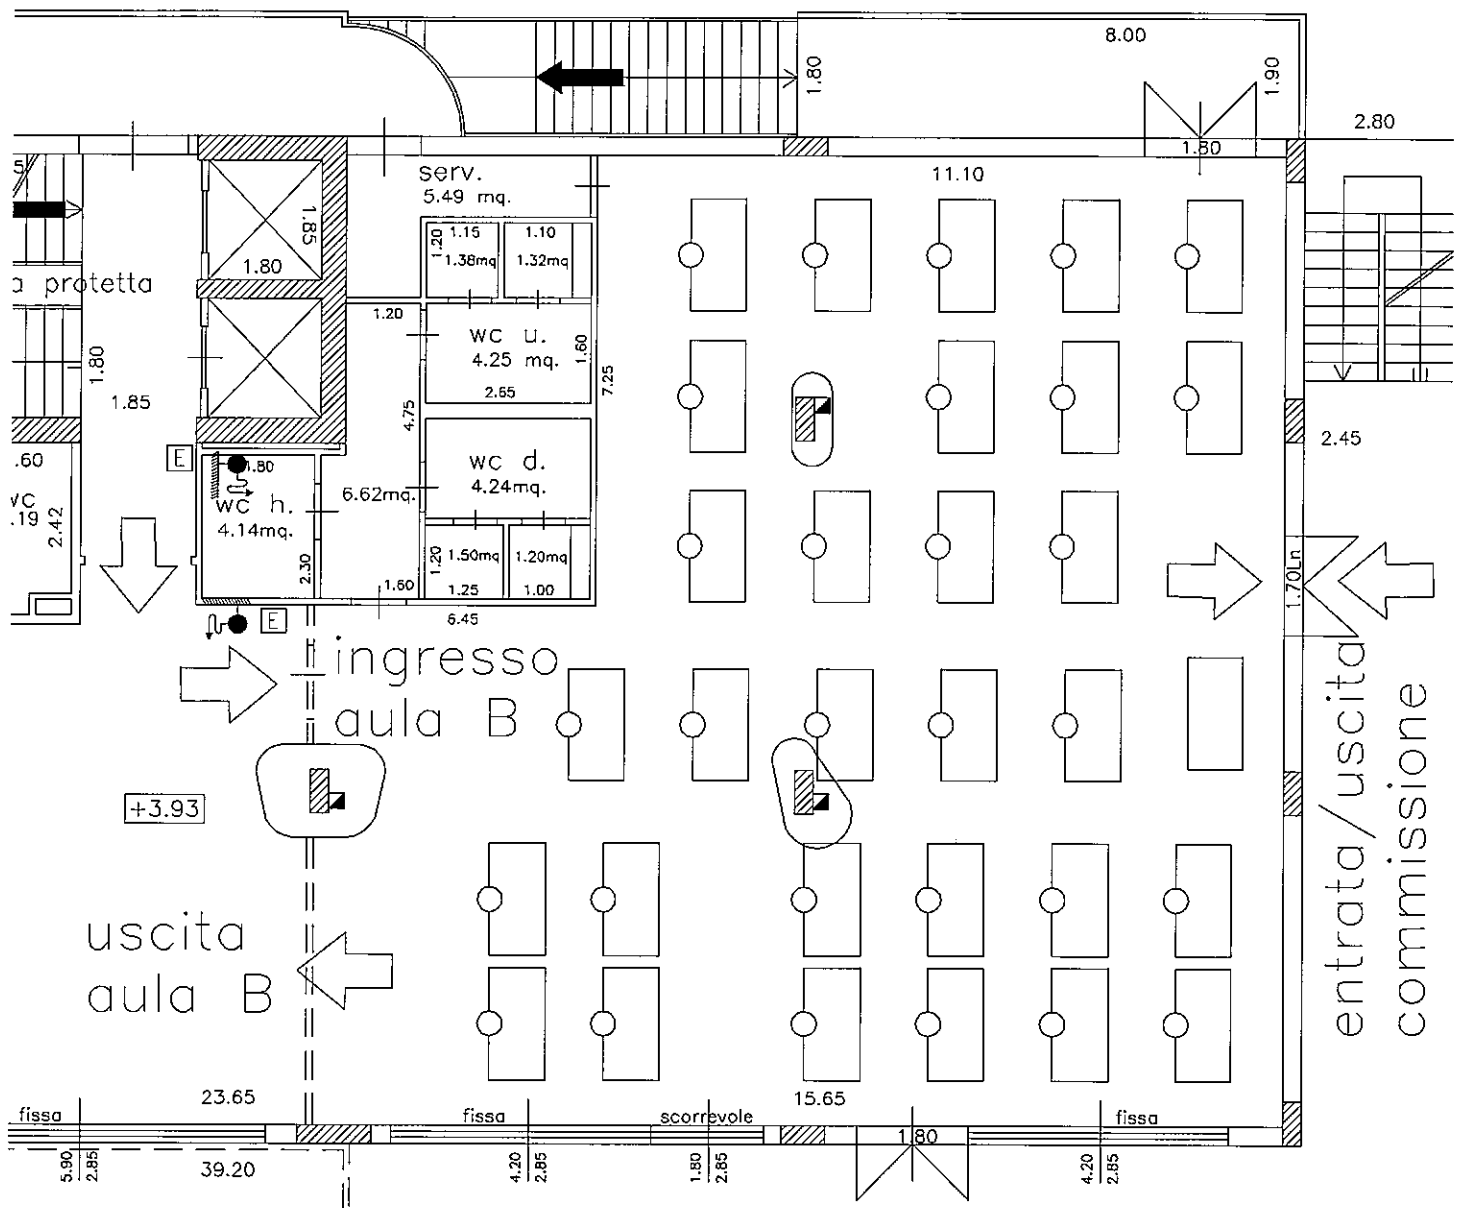 8.00
1.80
1.90
2.80
1.80
serv.
5.49 mq.
11.10
5
1.85
1.20
1.15
1.10
1.38mq
1.32mq
1.80
a protetta
1.20
wc u.
4.25 mq.
1.60
2.65
7.25
1.80
1.85
4.75
2.45
.60
E
1.80
wc d.
4.24mq.
6.62mq.
wc h.
4.14mq.
wc
.19
2.42
2.30
1.20
1.50mq
1.20mq
1.60
1.25
1.00
1.70Ln
6.45
E
ingresso
aula B
entrata/uscita
commissione
+3.93
uscita
aula B
23.65
15.65
fissa
fissa
scorrevole
fissa
1.80
5.90
2.85
39.20
4.20
2.85
1.80
2.85
4.20
2.85